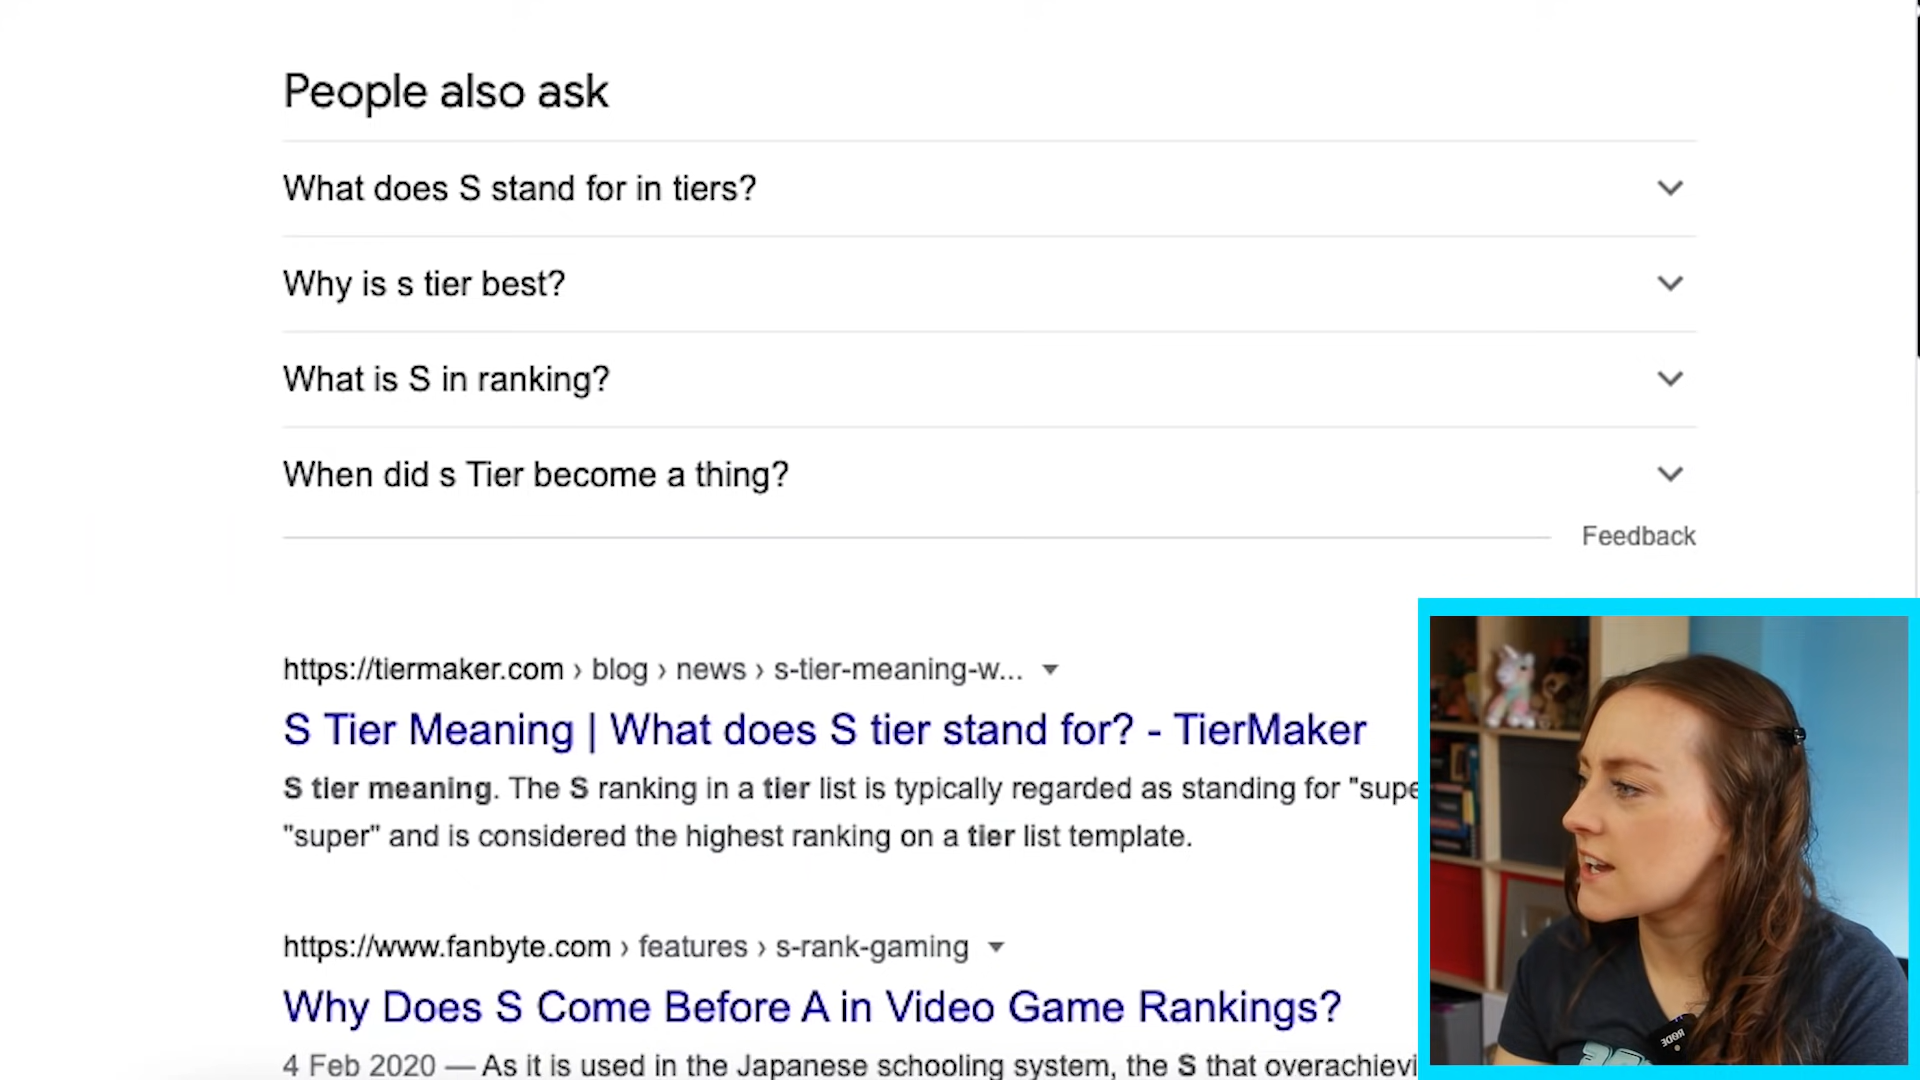 People also ask
What does S stand for in tiers?
Why is s tier best?
What is S in ranking?
When did s Tier become a thing?
Feedback
https://tiermaker.com › blog › news › s-tier-meaning-w...
S Tier Meaning | What does S tier stand for? - TierMaker
S tier meaning. The S ranking in a tier list is typically regarded as standing for "supe
"super" and is considered the highest ranking on a tier list template.
https://www.fanbyte.com › features › s-rank-gaming
Why Does S Come Before A in Video Game Rankings?
4 Feb 2020 — As it is used in the Japanese schooling system, the S that overachievi
RØDE